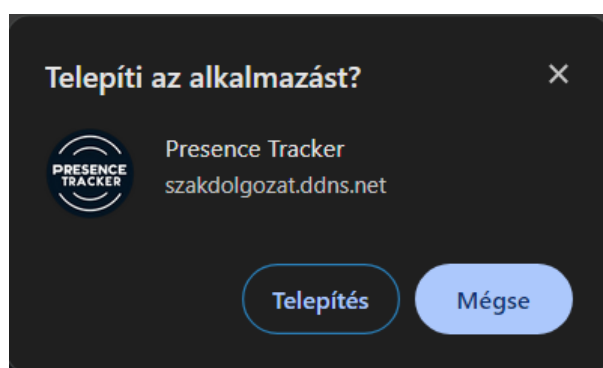 Telepíti az alkalmazást?
PRESENCE
TRACKER
Presence Tracker
szakdolgozat.ddns.net
Telepítés
Mégse